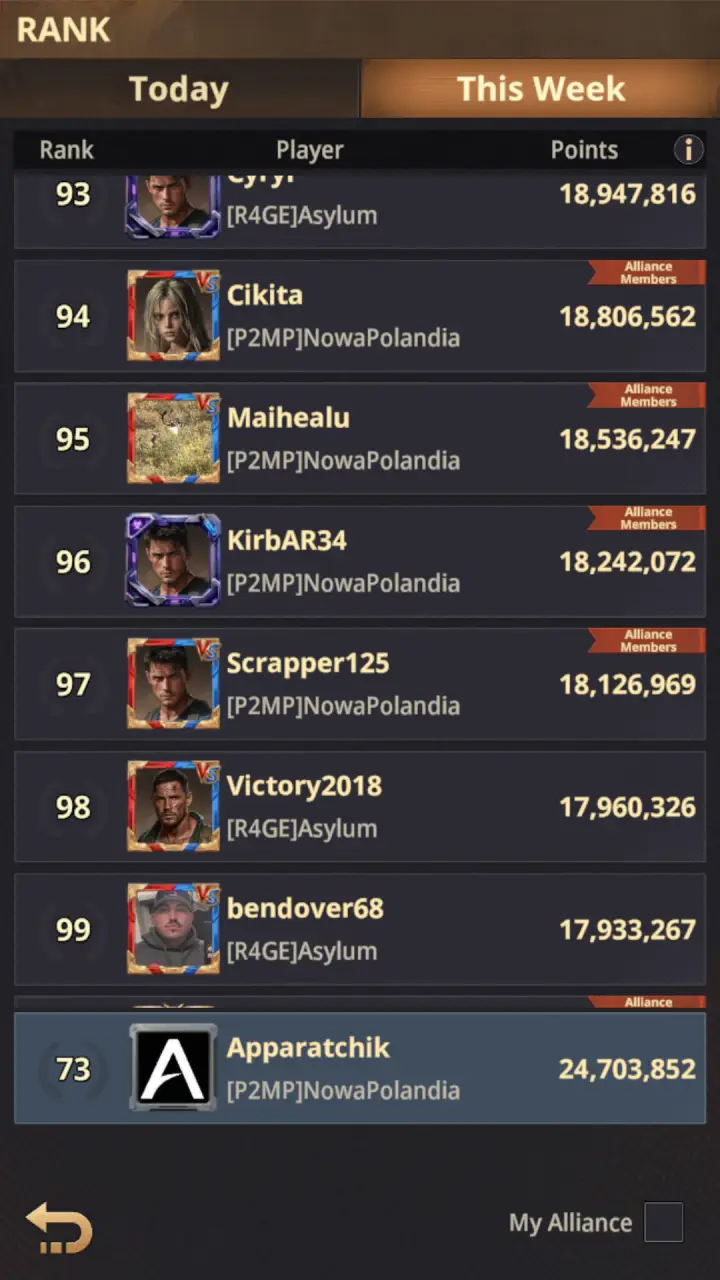 RANK
Today
This Week
Rank
Player
Points
93
[R4GE]Asylum
18,947,816
Alliance
Members
94
Cikita
[P2MP]NowaPolandia
18,806,562
Alliance
Members
95
Maihealu
[P2MP]NowaPolandia
18,536,247
Alliance
Members
96
KirbAR34
[P2MP]NowaPolandia
18,242,072
Alliance
Members
97
Scrapper125
[P2MP]NowaPolandia
18,126,969
98
Victory2018
[R4GE]Asylum
17,960,326
99
bendover68
[R4GE]Asylum
17,933,267
Alliance
73
Apparatchik
[P2MP]NowaPolandia
24,703,852
My Alliance